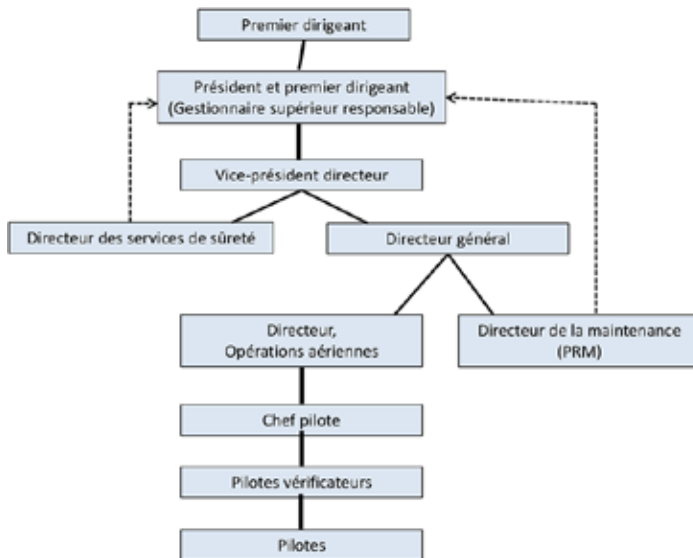 Premier dirigeant
Président et premier dirigeant
(Gestionnaire supérieur responsable)
Vice-président directeur
Directeur des services de sûreté
Directeur général
Directeur,
Opérations aériennes
Directeur de la maintenance
(PRM)
Chef pilote
Pilotes vérificateurs
Pilotes